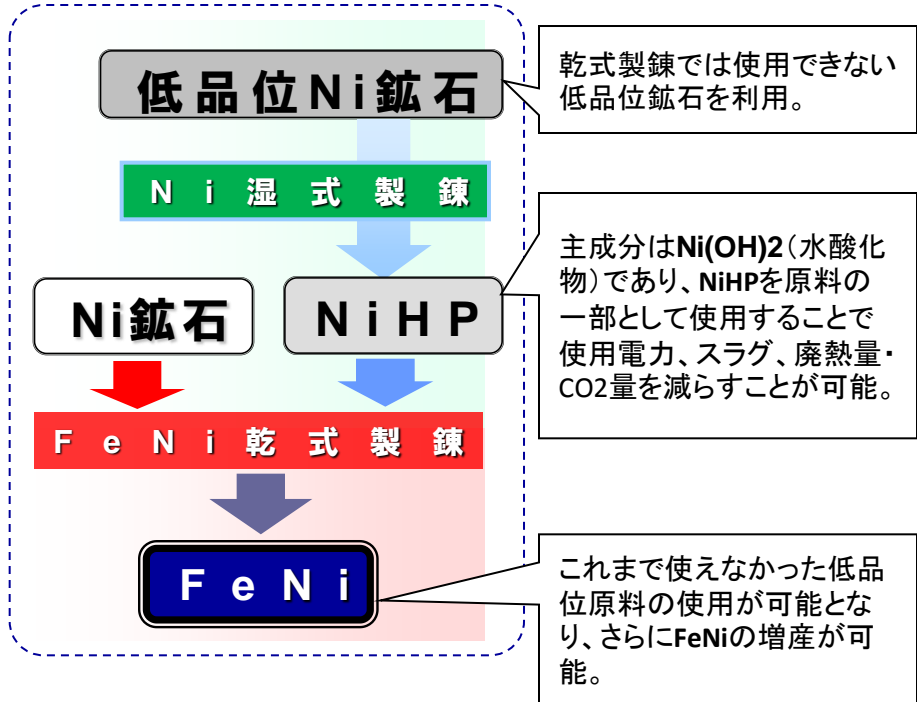 低品位Ni鉱石
乾式製錬では使用できない
低品位鉱石を利用。
Ni湿式製錬
主成分はNi(OH)2（水酸化
物）であり、NiHPを原料の
一部として使用することで
使用電力、スラグ、廃熱量・
CO2量を減らすことが可能。
Ni鉱石
NiHP
FeNi乾式製錬
FeNi
これまで使えなかった低品
位原料の使用が可能とな
り、さらにFeNiの増産が可
能。